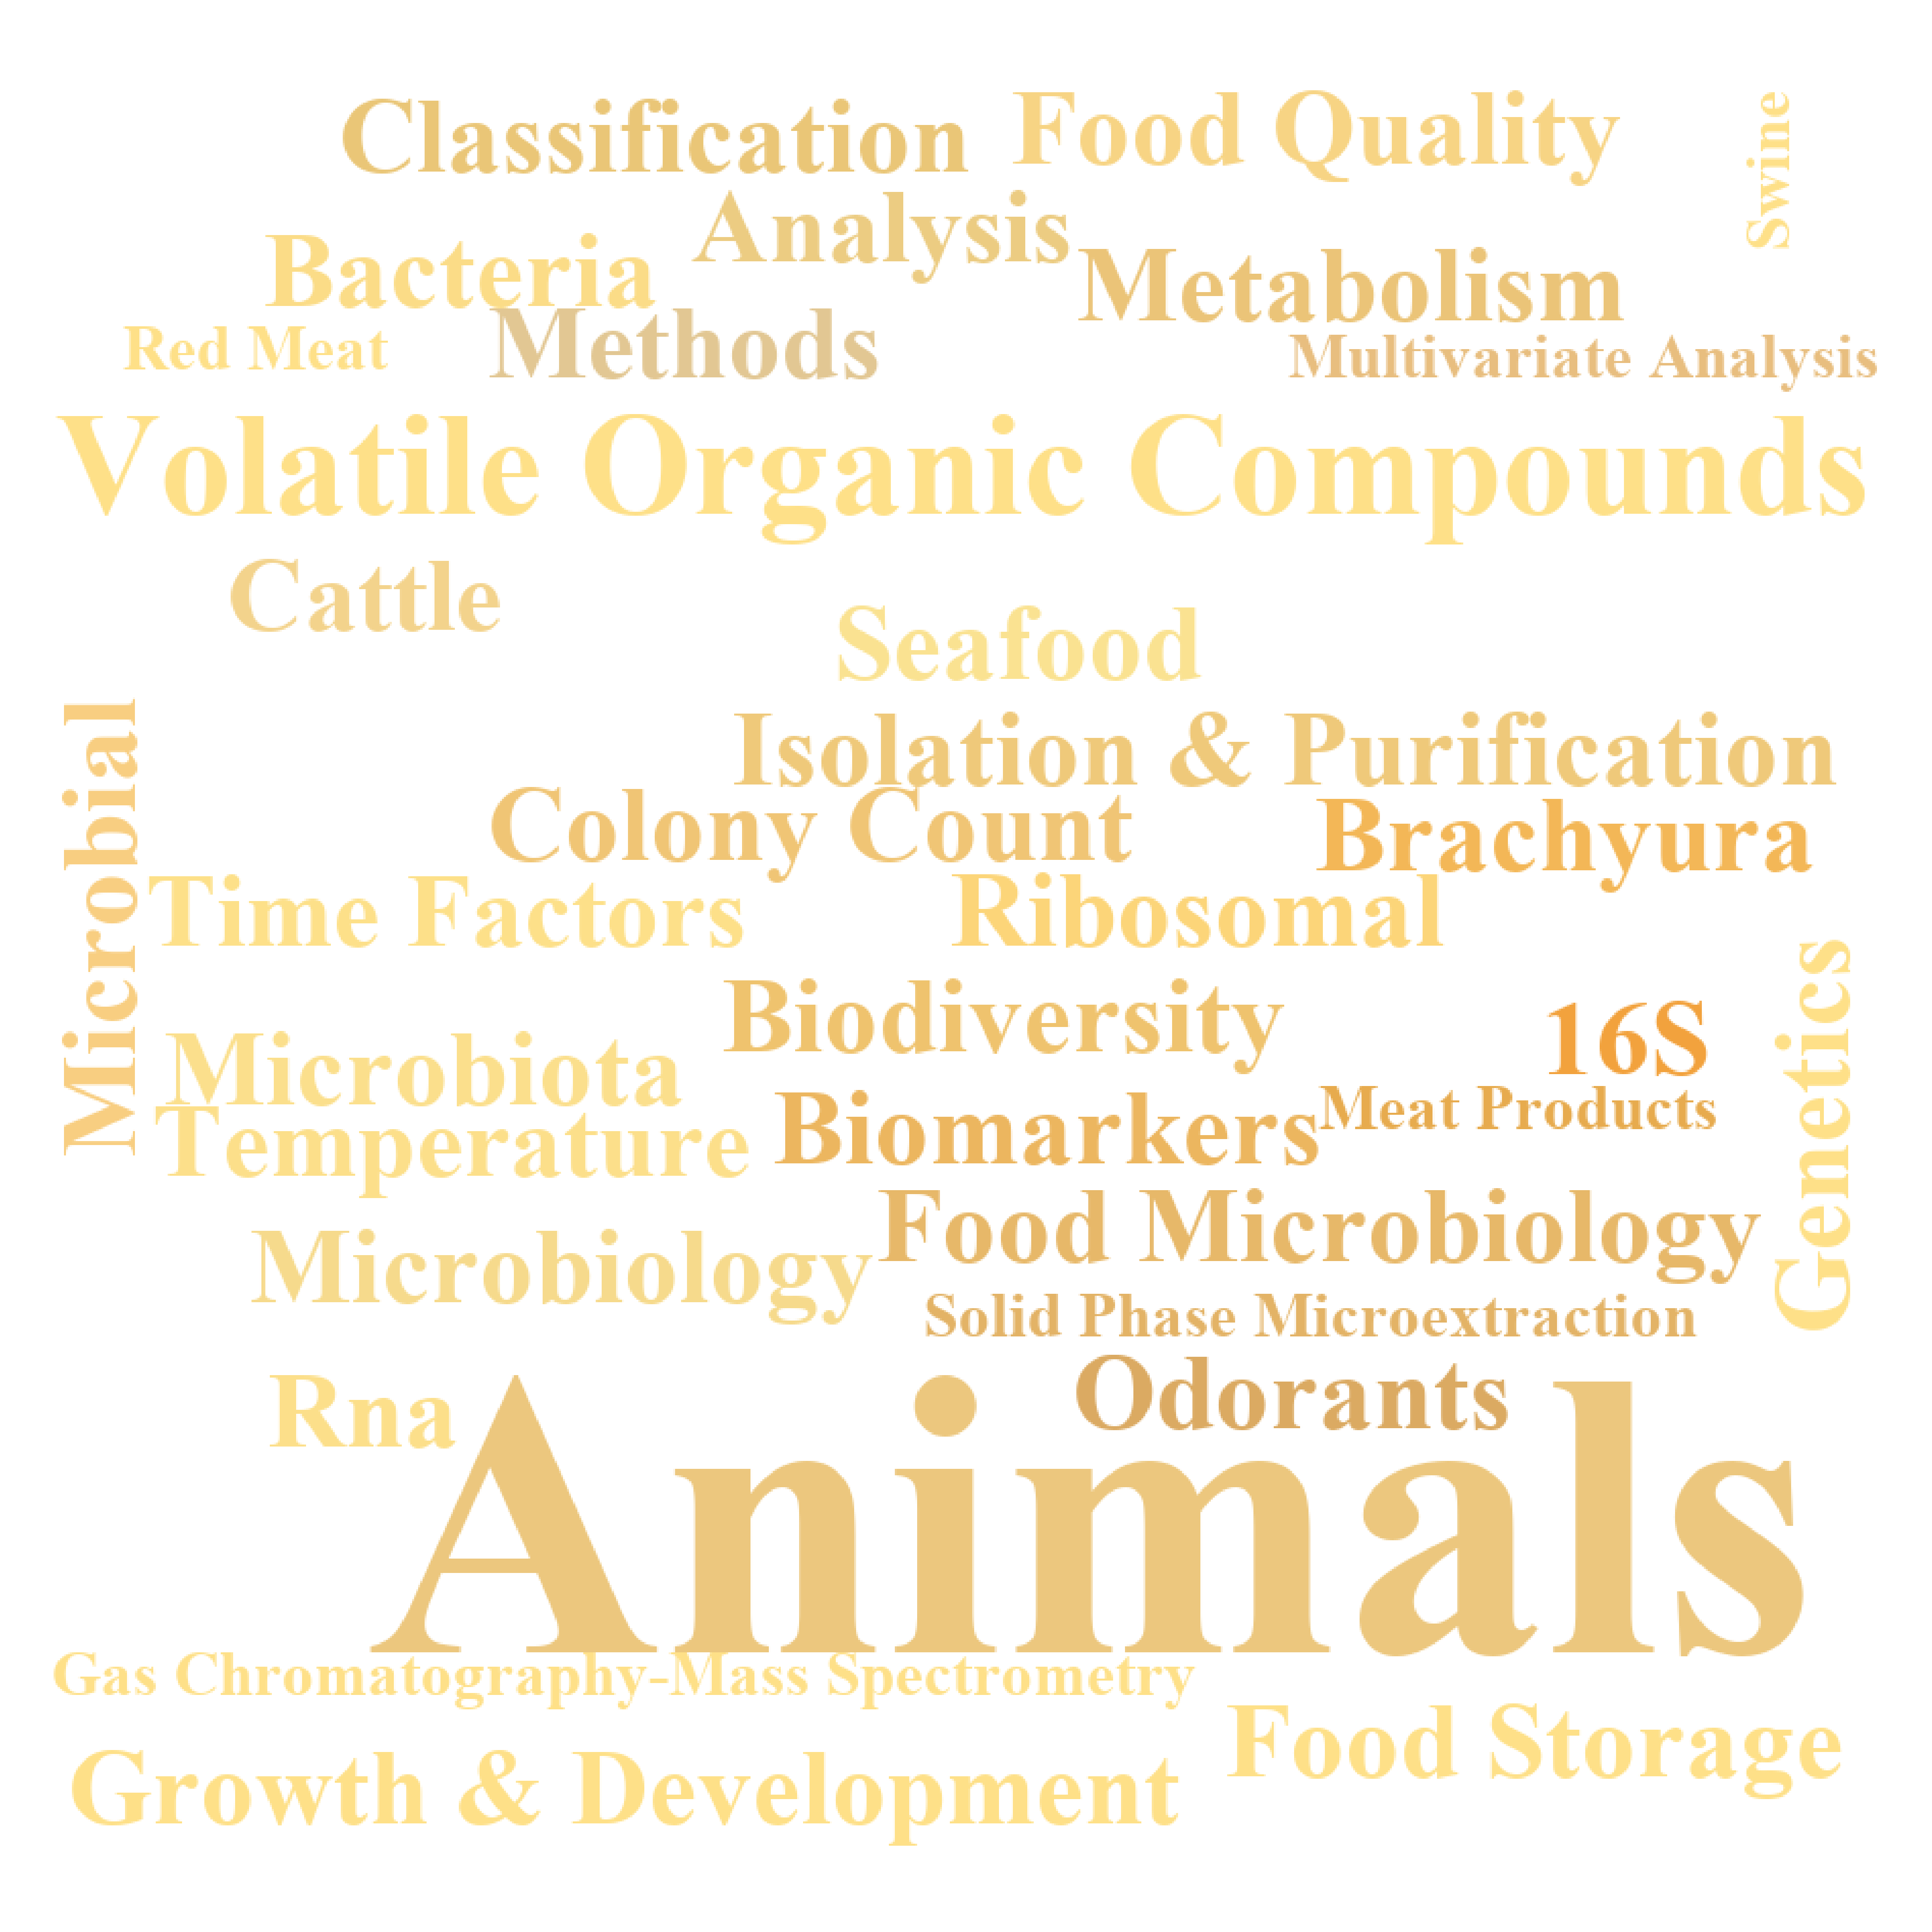 Classification
Food Quality
Swine
Analysis
Bacteria
Metabolism
Red Meat
Methods
Multivariate Analysis
Volatile Organic Compounds
Cattle
Seafood
Microbial
Isolation & Purification
Colony Count
Brachyura
Time Factors
Ribosomal
Genetics
Biodiversity
16S
Microbiota
Meat Products
Temperature
Biomarkers
Food Microbiology
Microbiology
Solid Phase Microextraction
Odorants
Rna
Animals
Gas Chromatography-Mass Spectrometry
Food Storage
Growth & Development